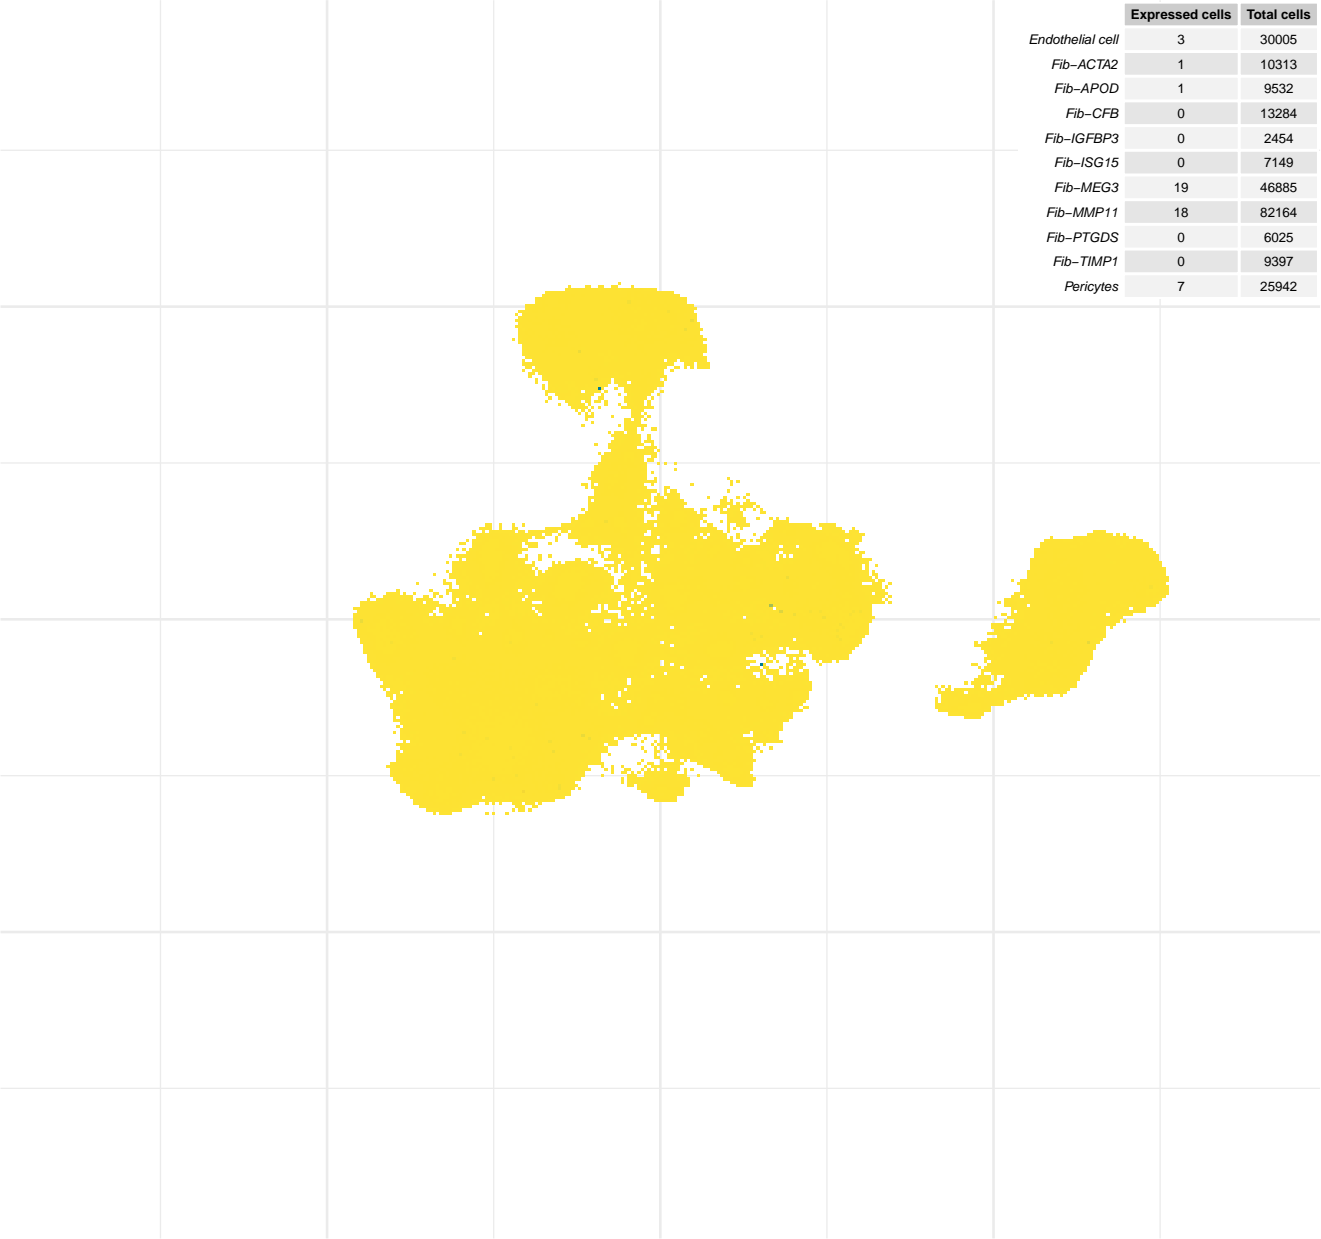 Expressed cells Total cells
Endothelial cell 3 30005
Fib−ACTA2 1 10313
Fib−APOD 1 9532
Fib−CFB 0 13284
Fib−IGFBP3 0 2454
Fib−ISG15 0 7149
Fib−MEG3 19 46885
Fib−MMP11 18 82164
Fib−PTGDS 0 6025
Fib−TIMP1 0 9397
Pericytes 7 25942